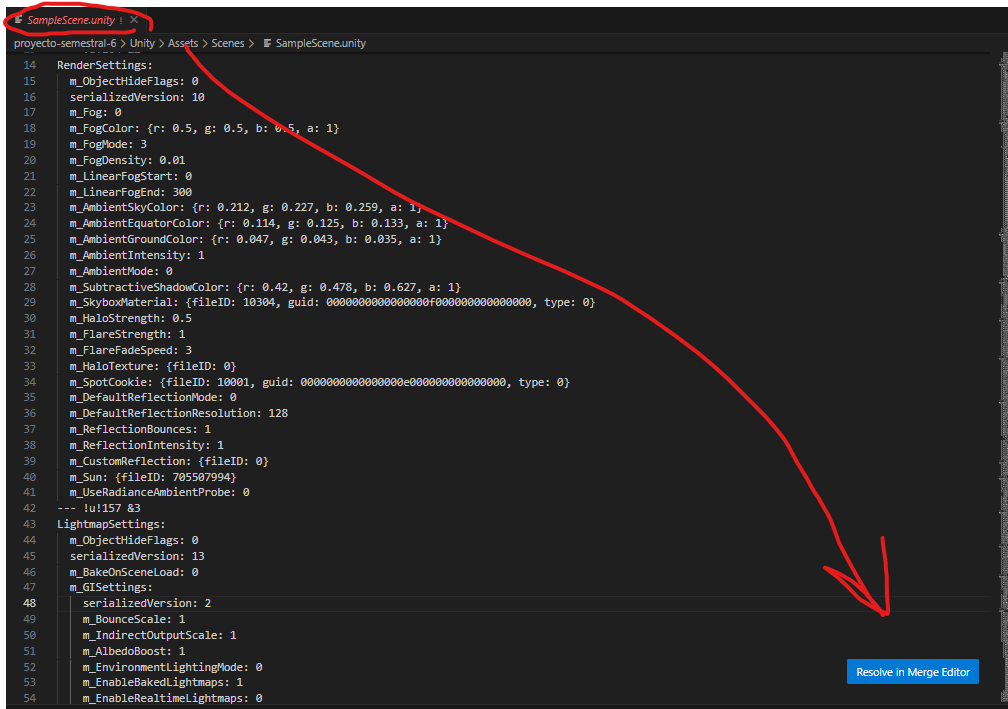 SampleScene.unity !
proyecto-semestral-6 > Unity > Assets > Scenes > SampleScene.unity
14 RenderSettings:
15 m_ObjectHideFlags: 0
16 serializedVersion: 10
17 m_Fog: 0
18 m_FogColor: {r: 0.5, g: 0.5, b: 0.5, a: 1}
19 m_FogMode: 3
20 m_FogDensity: 0.01
21 m_LinearFogStart: 0
22 m_LinearFogEnd: 300
23 m_AmbientSkyColor: {r: 0.212, g: 0.227, b: 0.259, a: 1}
24 m_AmbientEquatorColor: {r: 0.114, g: 0.125, b: 0.133, a: 1}
25 m_AmbientGroundColor: {r: 0.047, g: 0.043, b: 0.035, a: 1}
26 m_AmbientIntensity: 1
27 m_AmbientMode: 0
28 m_SubtractiveShadowColor: {r: 0.42, g: 0.478, b: 0.627, a: 1}
29 m_SkyboxMaterial: {fileID: 10304, guid: 0000000000000000f000000000000000, type: 0}
30 m_HaloStrength: 0.5
31 m_FlareStrength: 1
32 m_FlareFadeSpeed: 3
33 m_HaloTexture: {fileID: 0}
34 m_SpotCookie: {fileID: 10001, guid: 0000000000000000e000000000000000, type: 0}
35 m_DefaultReflectionMode: 0
36 m_DefaultReflectionResolution: 128
37 m_ReflectionBounces: 1
38 m_ReflectionIntensity: 1
39 m_CustomReflection: {fileID: 0}
40 m_Sun: {fileID: 705507994}
41 m_UseRadianceAmbientProbe: 0
42 --- !u!157 &3
43 LightmapSettings:
44 m_ObjectHideFlags: 0
45 serializedVersion: 13
46 m_BakeOnSceneLoad: 0
47 m_GISettings:
48 serializedVersion: 2
49 m_BounceScale: 1
50 m_IndirectOutputScale: 1
51 m_AlbedoBoost: 1
52 m_EnvironmentLightingMode: 0
53 m_EnableBakedLightmaps: 1
54 m_EnableRealtimeLightmaps: 0
Resolve in Merge Editor